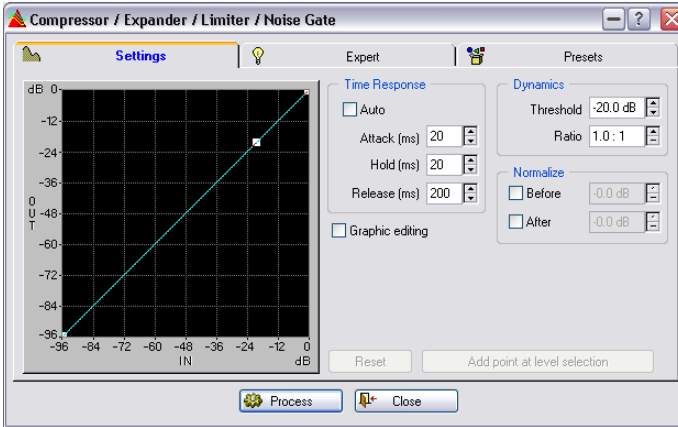 Compressor / Expander / Limiter / Noise Gate
Settings
Expert
Presets
dB 0
-12
-24
-36
-48
-60
-72
-84
-96
OUT
-96 -84 -72 -60 -48 -36 -24 -12 0
IN
dB
Time Response
Auto
Attack (ms) 20
Hold (ms) 20
Release (ms) 200
Graphic editing
Dynamics
Threshold -20.0 dB
Ratio 1.0 : 1
Normalize
Before -0.0 dB
After -0.0 dB
Reset
Add point at level selection
Process
Close